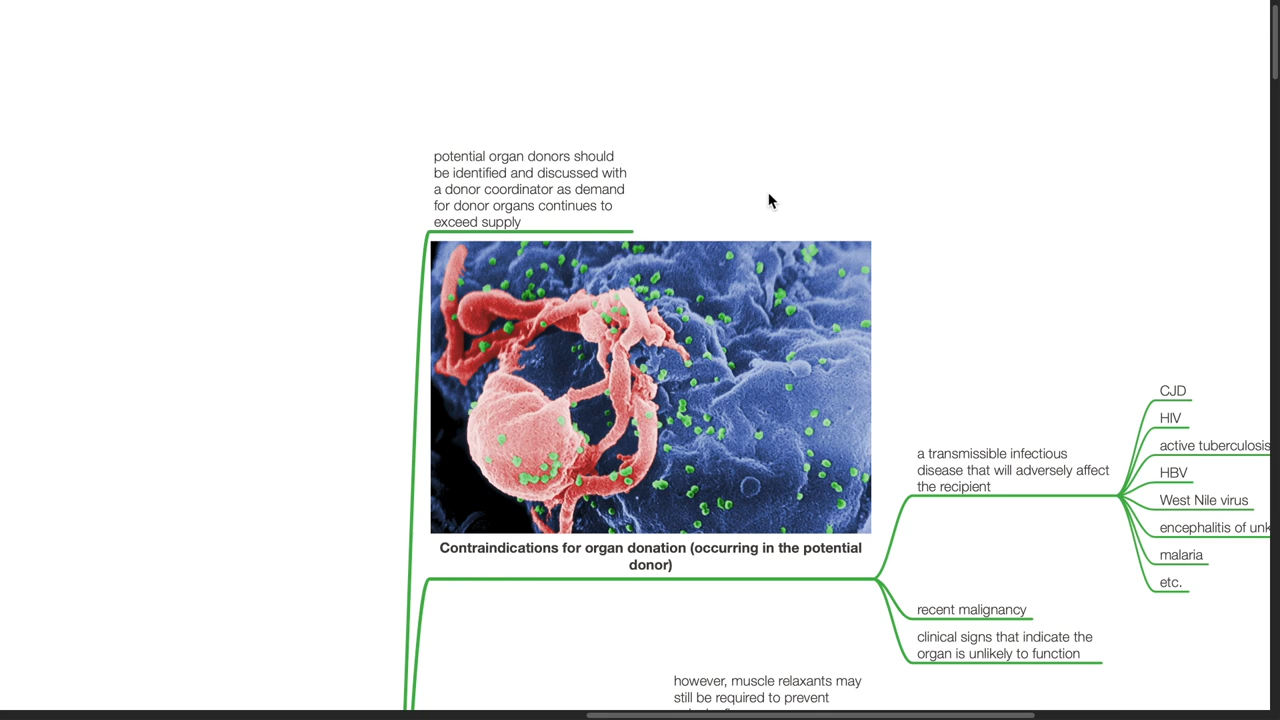 potential organ donors should
be identified and discussed with
a donor coordinator as demand
for donor organs continues to
exceed supply
Contraindications for organ donation (occurring in the potential
donor)
a transmissible infectious
disease that will adversely affect
the recipient
CJD
HIV
active tuberculosis
HBV
West Nile virus
encephalitis of
malaria
etc.
recent malignancy
clinical signs that indicate the
organ is unlikely to function
however, muscle relaxants may
still be required to prevent